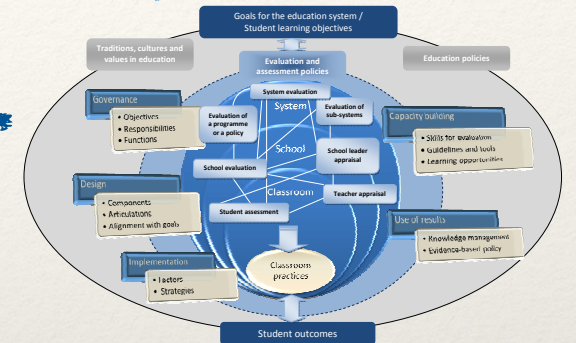 Goals for the education system /
Student learning objectives
Traditions, cultures and
values in education
Evaluation and
assessment policies
Education policies
System evaluation
System
Governance
• Objectives
• Responsibilities
• Functions
Evaluation of
a programme
or a policy
Evaluation of
sub-systems
Capacity building
• Skills for evaluation
• Guidelines and tools
• Learning opportunities
School
School leader
appraisal
School evaluation
Classroom
Teacher appraisal
Design
• Components
• Articulations
• Alignment with goals
Student assessment
Use of results
• Knowledge management
• Evidence-based policy
Implementation
• Factors
• Strategies
Classroom
practices
Student outcomes